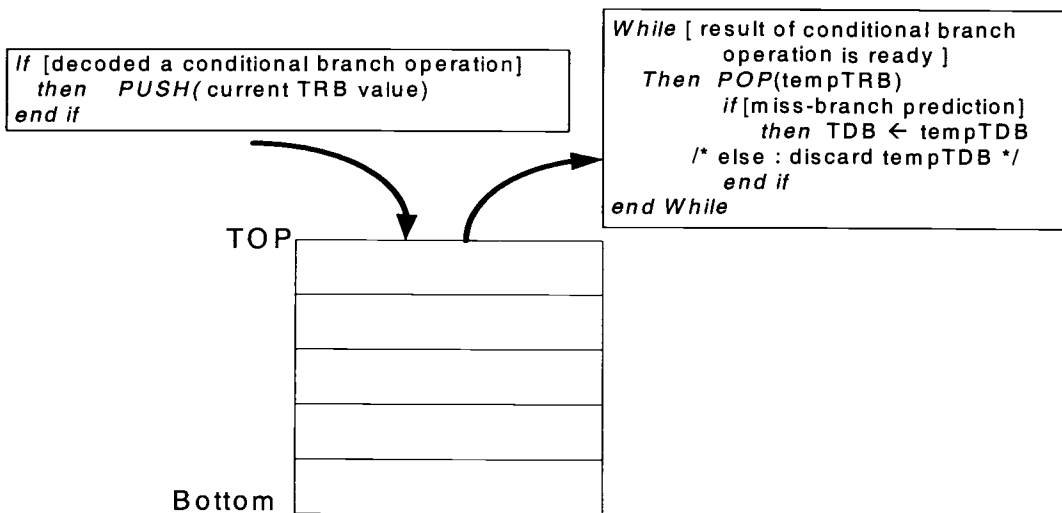 If [decoded a conditional branch operation]
then PUSH( current TRB value)
end if
While [ result of conditional branch
operation is ready ]
Then POP(tempTRB)
if [miss-branch prediction]
then TDB ← tempTDB
/* else : discard tempTDB */
end if
end While
TOP
Bottom